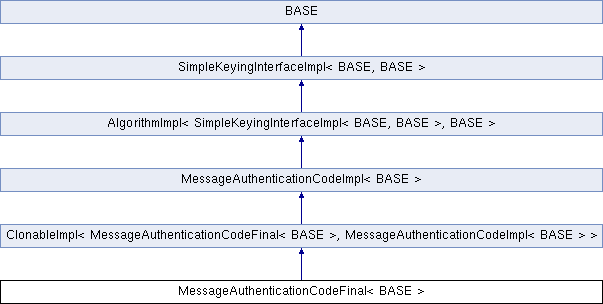 BASE
SimpleKeyingInterfaceImpl< BASE, BASE >
AlgorithmImpl< SimpleKeyingInterfaceImpl< BASE, BASE >, BASE >
MessageAuthenticationCodeImpl< BASE >
ClonableImpl< MessageAuthenticationCodeFinal< BASE >, MessageAuthenticationCodeImpl< BASE > >
MessageAuthenticationCodeFinal< BASE >